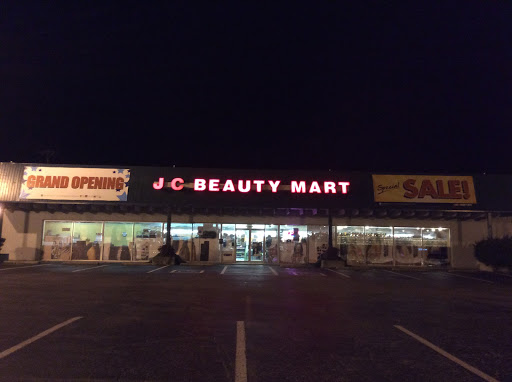 GRAND OPENING
J C BEAUTY MART
Special SALE!